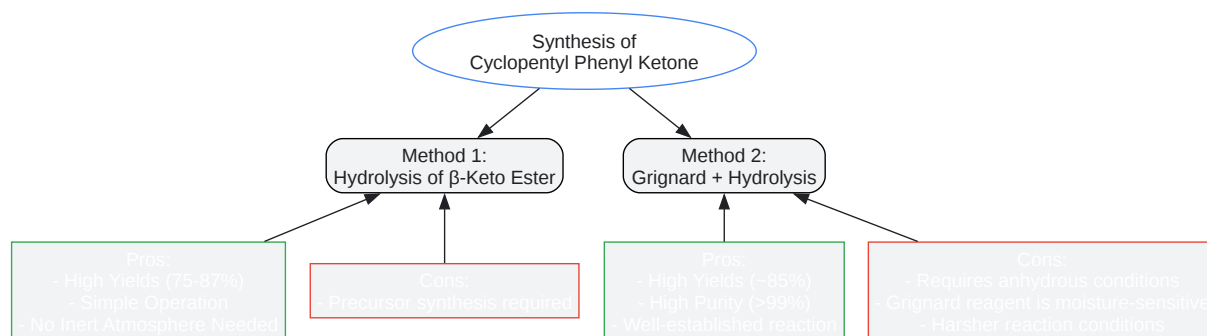 Synthesis of
Cyclopentyl Phenyl Ketone
Method 1:
Hydrolysis of β-Keto Ester
Method 2:
Grignard + Hydrolysis
Pros:
- High Yields (75-87%)
- Simple Operation
- No Inert Atmosphere Needed
Cons:
- Precursor synthesis required
Pros:
- High Yields (~85%)
- High Purity (>99%)
- Well-established reaction
Cons:
- Requires anhydrous conditions
- Grignard reagent is moisture-sensitive
- Harsher reaction conditions